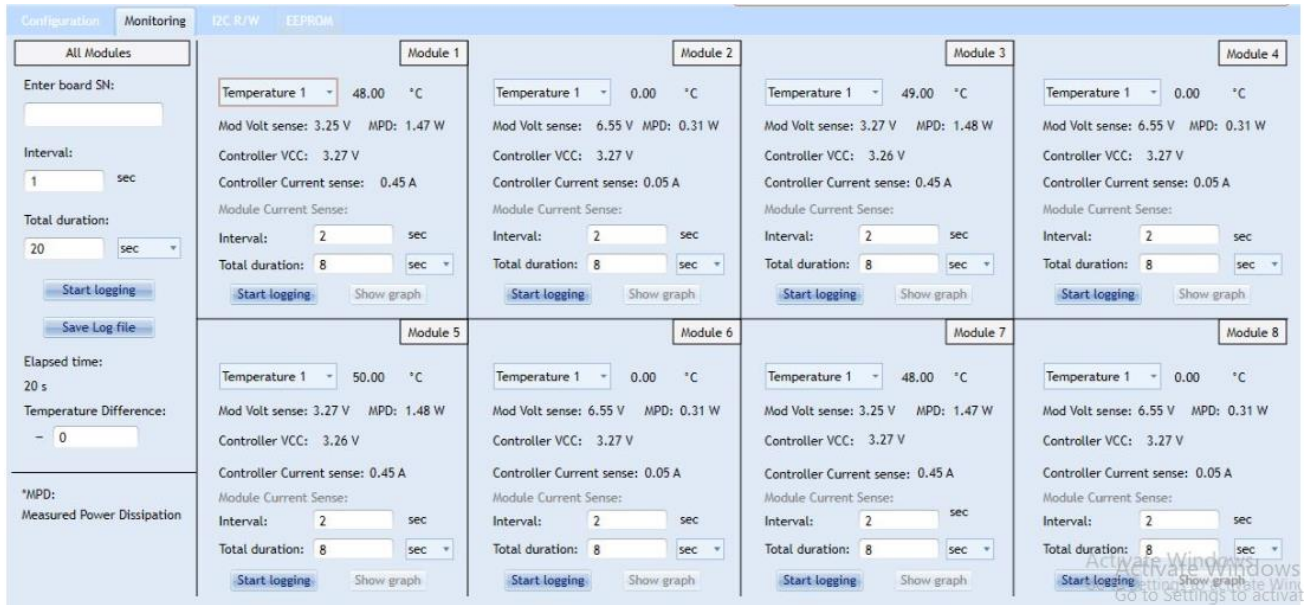 Configuration Monitoring I2C R/W EEPROM
All Modules
Enter board SN:
Interval:
1 sec
Total duration:
20 sec
Start logging
Save Log file
Elapsed time:
20 s
Temperature Difference:
- 0
*MPD:
Measured Power Dissipation
Module 1
Temperature 1 48.00 °C
Mod Volt sense: 3.25 V MPD: 1.47 W
Controller VCC: 3.27 V
Controller Current sense: 0.45 A
Module Current Sense:
Interval: 2 sec
Total duration: 8 sec
Start logging Show graph
Module 2
Temperature 1 0.00 °C
Mod Volt sense: 6.55 V MPD: 0.31 W
Controller VCC: 3.27 V
Controller Current sense: 0.05 A
Module Current Sense:
Interval: 2 sec
Total duration: 8 sec
Start logging Show graph
Module 3
Temperature 1 49.00 °C
Mod Volt sense: 3.27 V MPD: 1.48 W
Controller VCC: 3.26 V
Controller Current sense: 0.45 A
Module Current Sense:
Interval: 2 sec
Total duration: 8 sec
Start logging Show graph
Module 4
Temperature 1 0.00 °C
Mod Volt sense: 6.55 V MPD: 0.31 W
Controller VCC: 3.27 V
Controller Current sense: 0.05 A
Module Current Sense:
Interval: 2 sec
Total duration: 8 sec
Start logging Show graph
Module 5
Temperature 1 50.00 °C
Mod Volt sense: 3.27 V MPD: 1.48 W
Controller VCC: 3.26 V
Controller Current sense: 0.45 A
Module Current Sense:
Interval: 2 sec
Total duration: 8 sec
Start logging Show graph
Module 6
Temperature 1 0.00 °C
Mod Volt sense: 6.55 V MPD: 0.31 W
Controller VCC: 3.27 V
Controller Current sense: 0.05 A
Module Current Sense:
Interval: 2 sec
Total duration: 8 sec
Start logging Show graph
Module 7
Temperature 1 48.00 °C
Mod Volt sense: 3.25 V MPD: 1.47 W
Controller VCC: 3.27 V
Controller Current sense: 0.45 A
Module Current Sense:
Interval: 2 sec
Total duration: 8 sec
Start logging Show graph
Module 8
Temperature 1 0.00 °C
Mod Volt sense: 6.55 V MPD: 0.31 W
Controller VCC: 3.27 V
Controller Current sense: 0.05 A
Module Current Sense:
Interval: 2 sec
Total duration: 8 sec
Start logging Show graph
Activate Windows
Go to Settings to activat